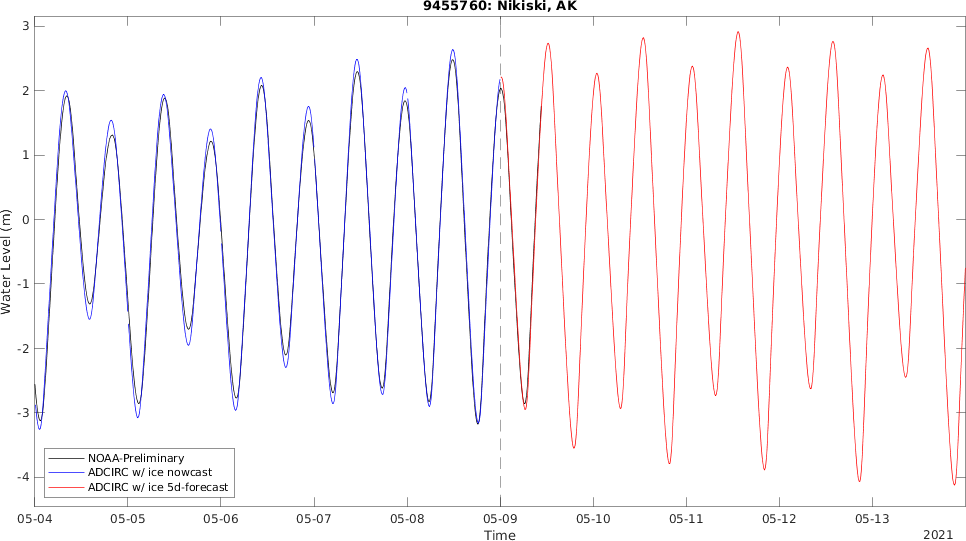 9455760: Nikiski, AK
3
2
1
0
-1
-2
-3
-4
Water Level (m)
NOAA-Preliminary
ADCIRC w/ ice nowcast
ADCIRC w/ ice 5d-forecast
05-04 05-05 05-06 05-07 05-08 05-09 05-10 05-11 05-12 05-13
Time
2021